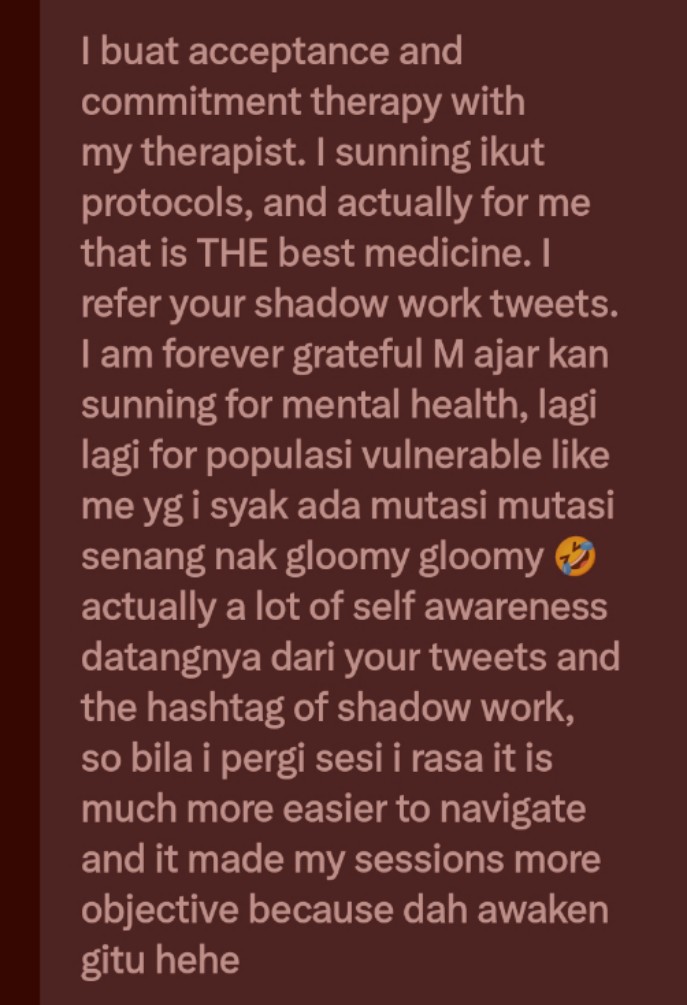 I buat acceptance and
commitment therapy with
my therapist. I sunning ikut
protocols, and actually for me
that is THE best medicine. I
refer your shadow work tweets.
I am forever grateful M ajar kan
sunning for mental health, lagi
lagi for populasi vulnerable like
me yg i syak ada mutasi mutasi
senang nak gloomy gloomy 🤣
actually a lot of self awareness
datangnya dari your tweets and
the hashtag of shadow work,
so bila i pergi sesi i rasa it is
much more easier to navigate
and it made my sessions more
objective because dah awaken
gitu hehe